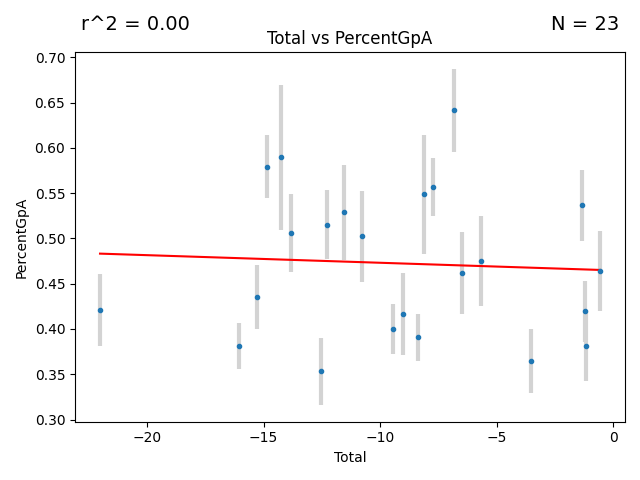 r^2 = 0.00
N = 23
Total vs PercentGpA
PercentGpA
0.70
0.65
0.60
0.55
0.50
0.45
0.40
0.35
0.30
−20
−15
−10
−5
0
Total